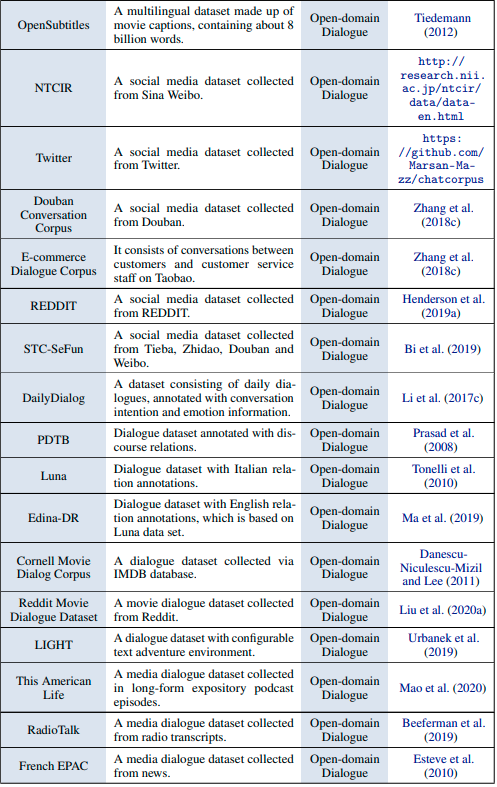 OpenSubtitles
A multilingual dataset made up of
movie captions, containing about 8
billion words.
Open-domain
Dialogue
Tiedemann
(2012)
NTCIR
A social media dataset collected
from Sina Weibo.
Open-domain
Dialogue
http://
research.nii.
ac.jp/ntcir/
data/data-
en.html
Twitter
A social media dataset collected
from Twitter.
Open-domain
Dialogue
https:
//github.com/
Marsan-Ma-
zz/chatcorpus
Douban
Conversation
Corpus
A social media dataset collected
from Douban.
Open-domain
Dialogue
Zhang et al.
(2018c)
E-commerce
Dialogue Corpus
It consists of conversations between
customers and customer service
staff on Taobao.
Open-domain
Dialogue
Zhang et al.
(2018c)
REDDIT
A social media dataset collected
from REDDIT.
Open-domain
Dialogue
Henderson et al.
(2019a)
STC-SeFun
A social media dataset collected
from Tieba, Zhidao, Douban and
Weibo.
Open-domain
Dialogue
Bi et al. (2019)
DailyDialog
A dataset consisting of daily dia-
logues, annotated with conversation
intention and emotion information.
Open-domain
Dialogue
Li et al. (2017c)
PDTB
Dialogue dataset annotated with dis-
course relations.
Open-domain
Dialogue
Prasad et al.
(2008)
Luna
Dialogue dataset with Italian rela-
tion annotations.
Open-domain
Dialogue
Tonelli et al.
(2010)
Edina-DR
Dialogue dataset with English rela-
tion annotations, which is based on
Luna data set.
Open-domain
Dialogue
Ma et al. (2019)
Cornell Movie
Dialog Corpus
A dialogue dataset collected via
IMDB database.
Open-domain
Dialogue
Danescu-
Niculescu-Mizil
and Lee (2011)
Reddit Movie
Dialogue Dataset
A movie dialogue dataset collected
from Reddit.
Open-domain
Dialogue
Liu et al. (2020a)
LIGHT
A dialogue dataset with configurable
text adventure environment.
Open-domain
Dialogue
Urbanek et al.
(2019)
This American
Life
A media dialogue dataset collected
in long-form expository podcast
episodes.
Open-domain
Dialogue
Mao et al. (2020)
RadioTalk
A media dialogue dataset collected
from radio transcripts.
Open-domain
Dialogue
Beeferman et al.
(2019)
French EPAC
A media dialogue dataset collected
from news.
Open-domain
Dialogue
Esteve et al.
(2010)